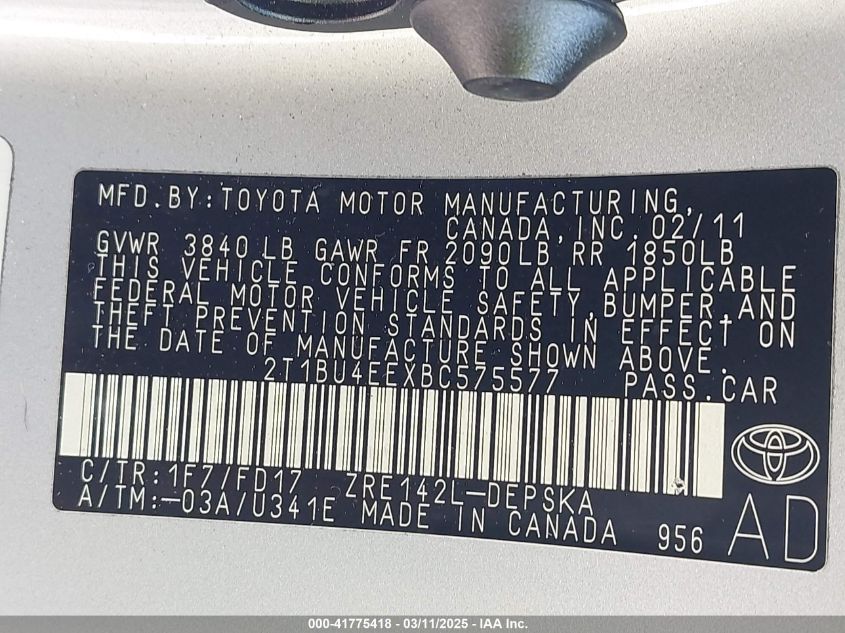 MFD.BY:TOYOTA MOTOR MANUFACTURING,
CANADA,INC. 02/11
GVWR 3840 LB GAWR FR 2090LB RR 1850LB
THIS VEHICLE CONFORMS TO ALL APPLICABLE
FEDERAL MOTOR VEHICLE SAFETY,BUMPER,AND
THEFT PREVENTION STANDARDS IN EFFECT ON
THE DATE OF MANUFACTURE SHOWN ABOVE.
2T1BU4EEXBC575577 PASS.CAR
C/TR:1F7/FD17 ZRE142L-DEPSKA
A/TM:-03A/U341E MADE IN CANADA 956 AD
000-41775418 - 03/11/2025 - IAA Inc.